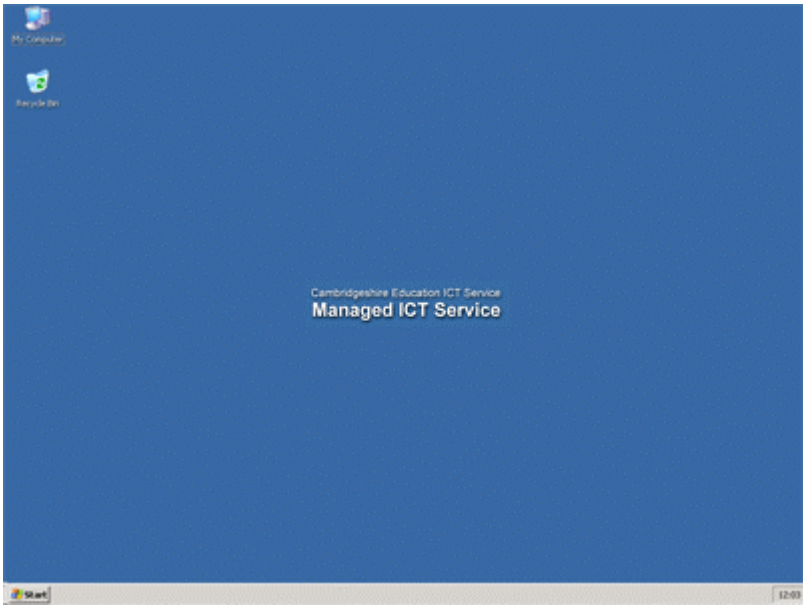 My Computer
Recycle Bin
Cambridgeshire Education ICT Service
Managed ICT Service
Start
12:03